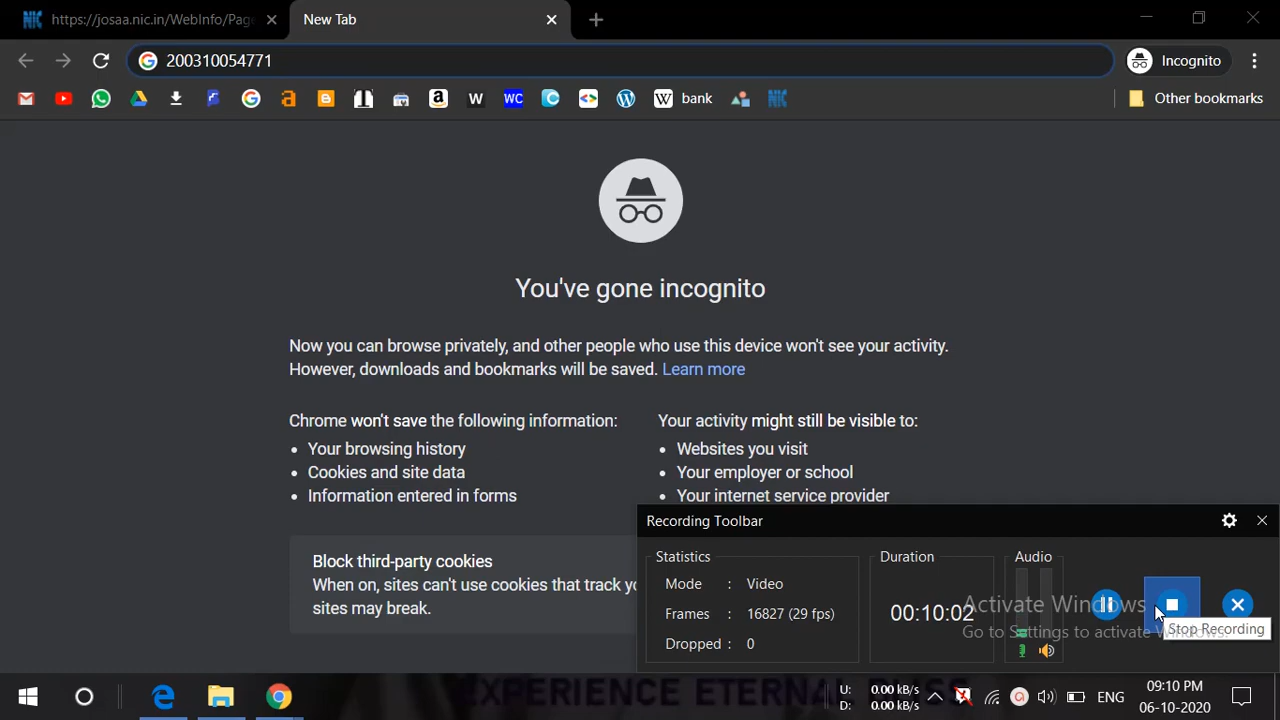 https://josaa.nic.in/WebInfo/Pag
New Tab
200310054771
Incognito
bank
Other bookmarks
You've gone incognito
Now you can browse privately, and other people who use this device won't see your activity.
However, downloads and bookmarks will be saved. Learn more
Chrome won't save the following information:
Your browsing history
Cookies and site data
Information entered in forms
Your activity might still be visible to:
Websites you visit
Your employer or school
Your internet service provider
Block third-party cookies
When on, sites can't use cookies that track yo
sites may break.
Recording Toolbar
Statistics
Mode : Video
Frames : 16827 (29 fps)
Dropped : 0
Duration
00:10:02
Audio
Activate Windows
Go to Settings to activate Windows.
Stop Recording
EXPERIENCE ETERNAL BLISS
U: 0.00 kB/s
D: 0.00 kB/s
ENG
09:10 PM
06-10-2020